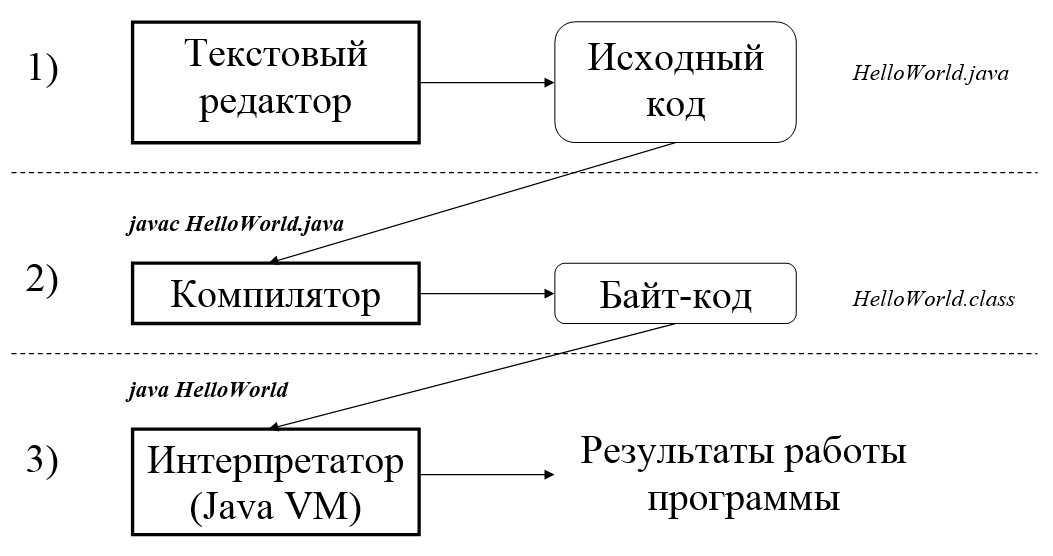 1)
Текстовый
редактор
Исходный
код
HelloWorld.java
javac HelloWorld.java
2)
Компилятор
Байт-код
HelloWorld.class
java HelloWorld
3)
Интерпретатор
(Java VM)
Результаты работы
программы